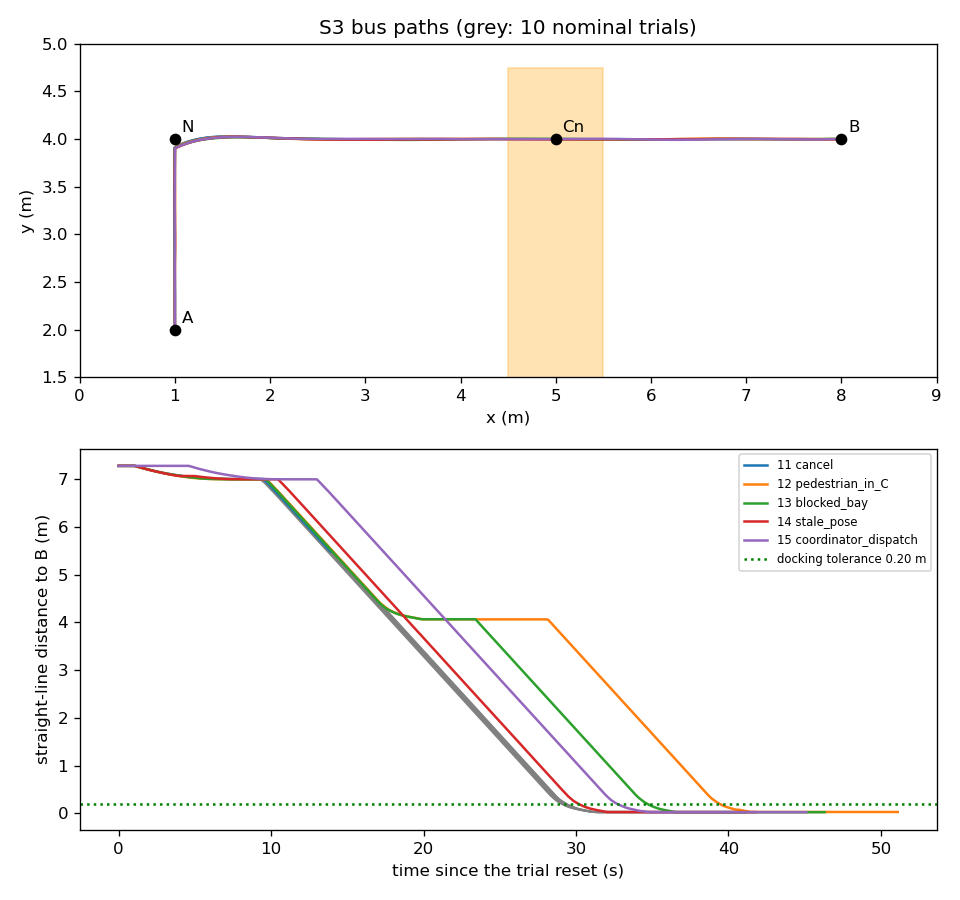 S3 bus paths (grey: 10 nominal trials)
5.0
4.5
4.0
3.5
3.0
2.5
2.0
1.5
y (m)
N
Cn
B
A
0 1 2 3 4 5 6 7 8 9
x (m)
7
6
5
4
3
2
1
0
straight-line distance to B (m)
11 cancel
12 pedestrian_in_C
13 blocked_bay
14 stale_pose
15 coordinator_dispatch
docking tolerance 0.20 m
0 10 20 30 40 50
time since the trial reset (s)